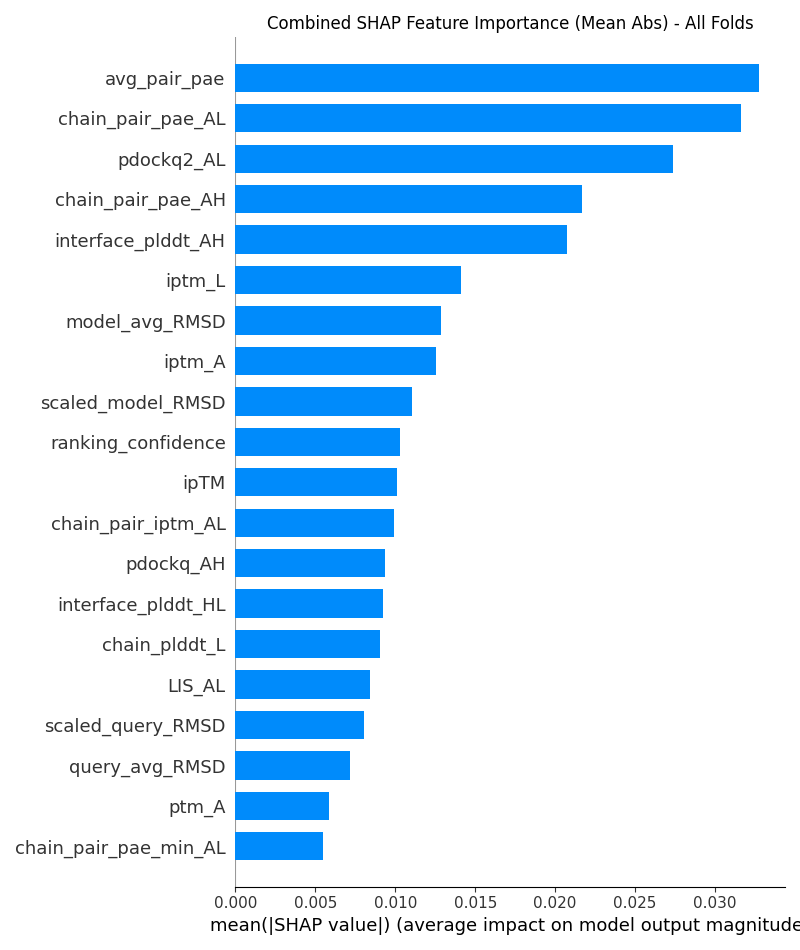 Combined SHAP Feature Importance (Mean Abs) - All Folds
avg_pair_pae
chain_pair_pae_AL
pdockq2_AL
chain_pair_pae_AH
interface_plddt_AH
iptm_L
model_avg_RMSD
iptm_A
scaled_model_RMSD
ranking_confidence
ipTM
chain_pair_iptm_AL
pdockq_AH
interface_plddt_HL
chain_plddt_L
LIS_AL
scaled_query_RMSD
query_avg_RMSD
ptm_A
chain_pair_pae_min_AL
0.000 0.005 0.010 0.015 0.020 0.025 0.030
mean(|SHAP value|) (average impact on model output magnitude